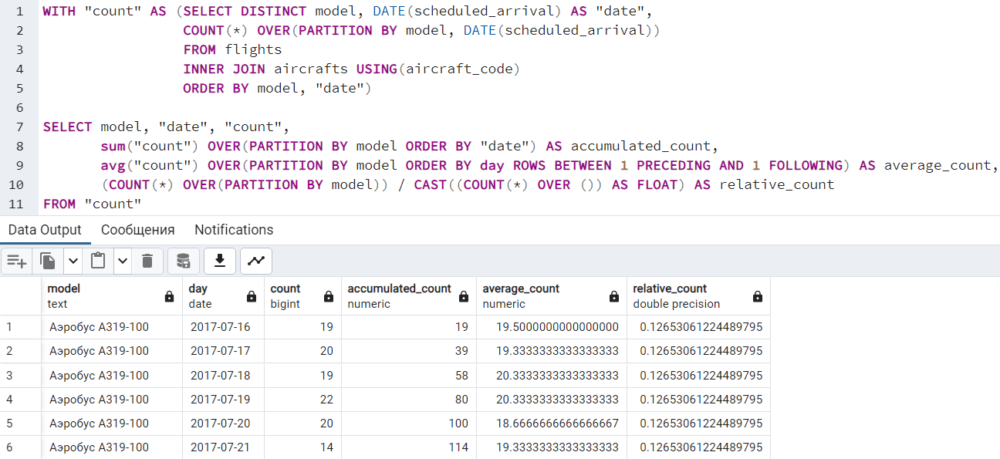 1 WITH "count" AS (SELECT DISTINCT model, DATE(scheduled_arrival) AS "date",
2 COUNT(*) OVER(PARTITION BY model, DATE(scheduled_arrival))
3 FROM flights
4 INNER JOIN aircrafts USING(aircraft_code)
5 ORDER BY model, "date")
6
7 SELECT model, "date", "count",
8 sum("count") OVER(PARTITION BY model ORDER BY "date") AS accumulated_count,
9 avg("count") OVER(PARTITION BY model ORDER BY day ROWS BETWEEN 1 PRECEDING AND 1 FOLLOWING) AS average_count,
10 (COUNT(*) OVER(PARTITION BY model)) / CAST((COUNT(*) OVER ()) AS FLOAT) AS relative_count
11 FROM "count"
Data Output Сообщения Notifications
model day count accumulated_count average_count relative_count
text date bigint numeric numeric double precision
1 Аэробус A319-100 2017-07-16 19 19 19.5000000000000000 0.12653061224489795
2 Аэробус A319-100 2017-07-17 20 39 19.3333333333333333 0.12653061224489795
3 Аэробус A319-100 2017-07-18 19 58 20.3333333333333333 0.12653061224489795
4 Аэробус A319-100 2017-07-19 22 80 20.3333333333333333 0.12653061224489795
5 Аэробус A319-100 2017-07-20 20 100 18.6666666666666667 0.12653061224489795
6 Аэробус A319-100 2017-07-21 14 114 19.3333333333333333 0.12653061224489795